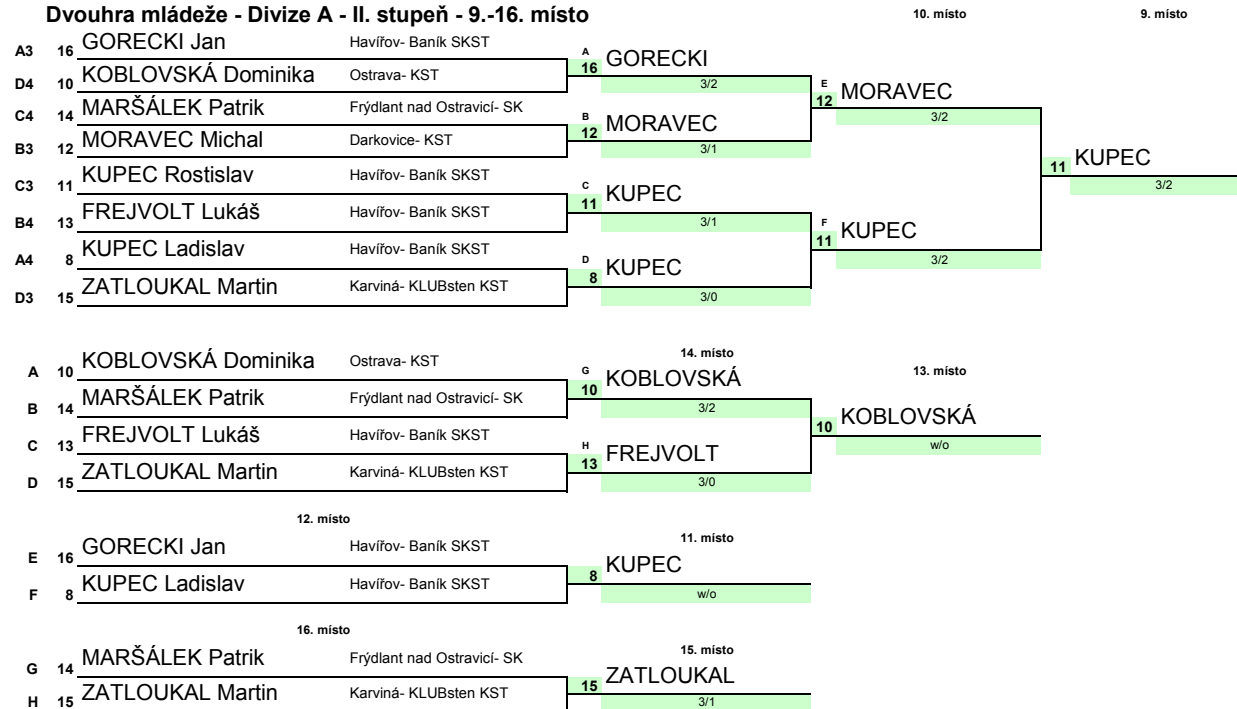 Dvouhra mládeže - Divize A - II. stupeň - 9.-16. místo
10. místo 9. místo
A3 16 GORECKI Jan Havířov- Baník SKST
A
16 GORECKI
D4 10 KOBLOVSKÁ Dominika Ostrava- KST
3/2
E
12 MORAVEC
C4 14 MARŠÁLEK Patrik Frýdlant nad Ostravicí- SK
3/2
B
12 MORAVEC
B3 12 MORAVEC Michal Darkovice- KST
3/1
11 KUPEC
C3 11 KUPEC Rostislav Havířov- Baník SKST
3/2
C
11 KUPEC
B4 13 FREJVOLT Lukáš Havířov- Baník SKST
3/1
F
11 KUPEC
A4 8 KUPEC Ladislav Havířov- Baník SKST
3/2
D
8 KUPEC
D3 15 ZATLOUKAL Martin Karviná- KLUBsten KST
3/0
14. místo
A 10 KOBLOVSKÁ Dominika Ostrava- KST
13. místo
G
10 KOBLOVSKÁ
B 14 MARŠÁLEK Patrik Frýdlant nad Ostravicí- SK
3/2
10 KOBLOVSKÁ
C 13 FREJVOLT Lukáš Havířov- Baník SKST
w/o
H
13 FREJVOLT
D 15 ZATLOUKAL Martin Karviná- KLUBsten KST
3/0
12. místo
11. místo
E 16 GORECKI Jan Havířov- Baník SKST
8 KUPEC
F 8 KUPEC Ladislav Havířov- Baník SKST
w/o
16. místo
15. místo
G 14 MARŠÁLEK Patrik Frýdlant nad Ostravicí- SK
15 ZATLOUKAL
H 15 ZATLOUKAL Martin Karviná- KLUBsten KST
3/1